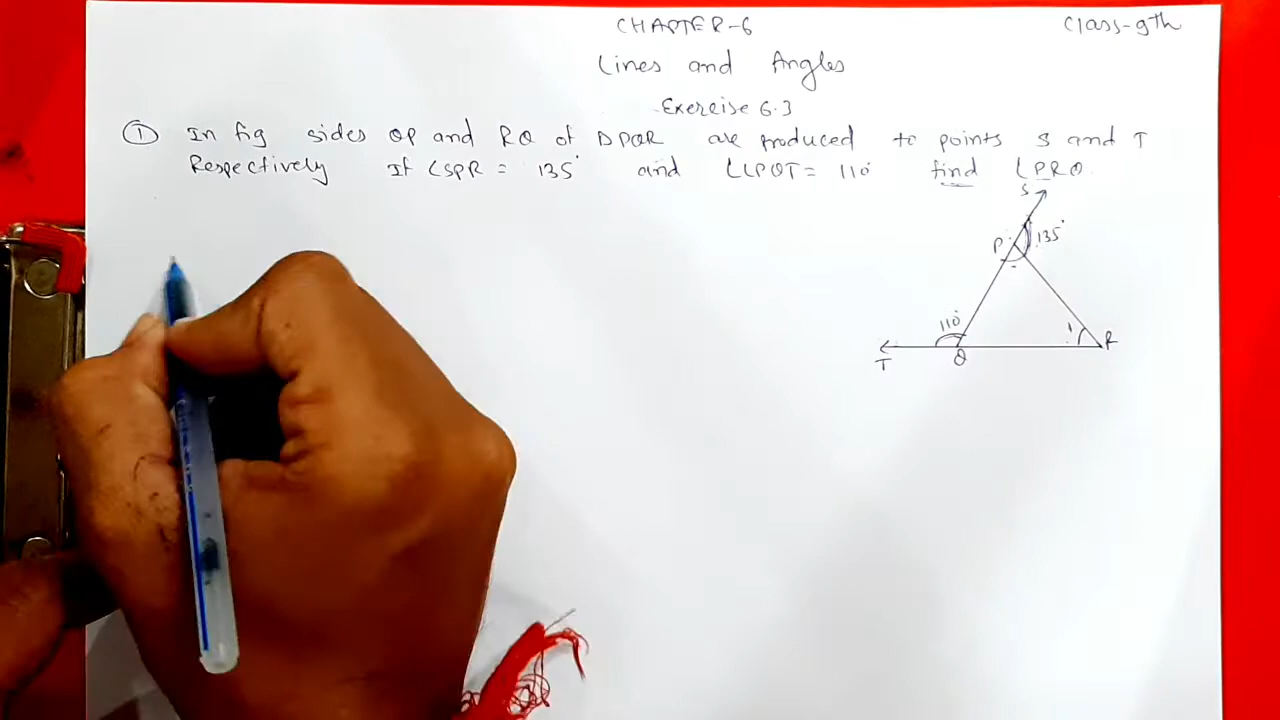 CHAPTER-6
Class-9th
Lines and Angles
Exercise 6.3
① In fig sides QP and RQ of ΔPQR are produced to points S and T
Respectively If ∠SPR = 135° and ∠LPQT = 110° find ∠PRQ.
S
P
135°
110°
T
Q
R